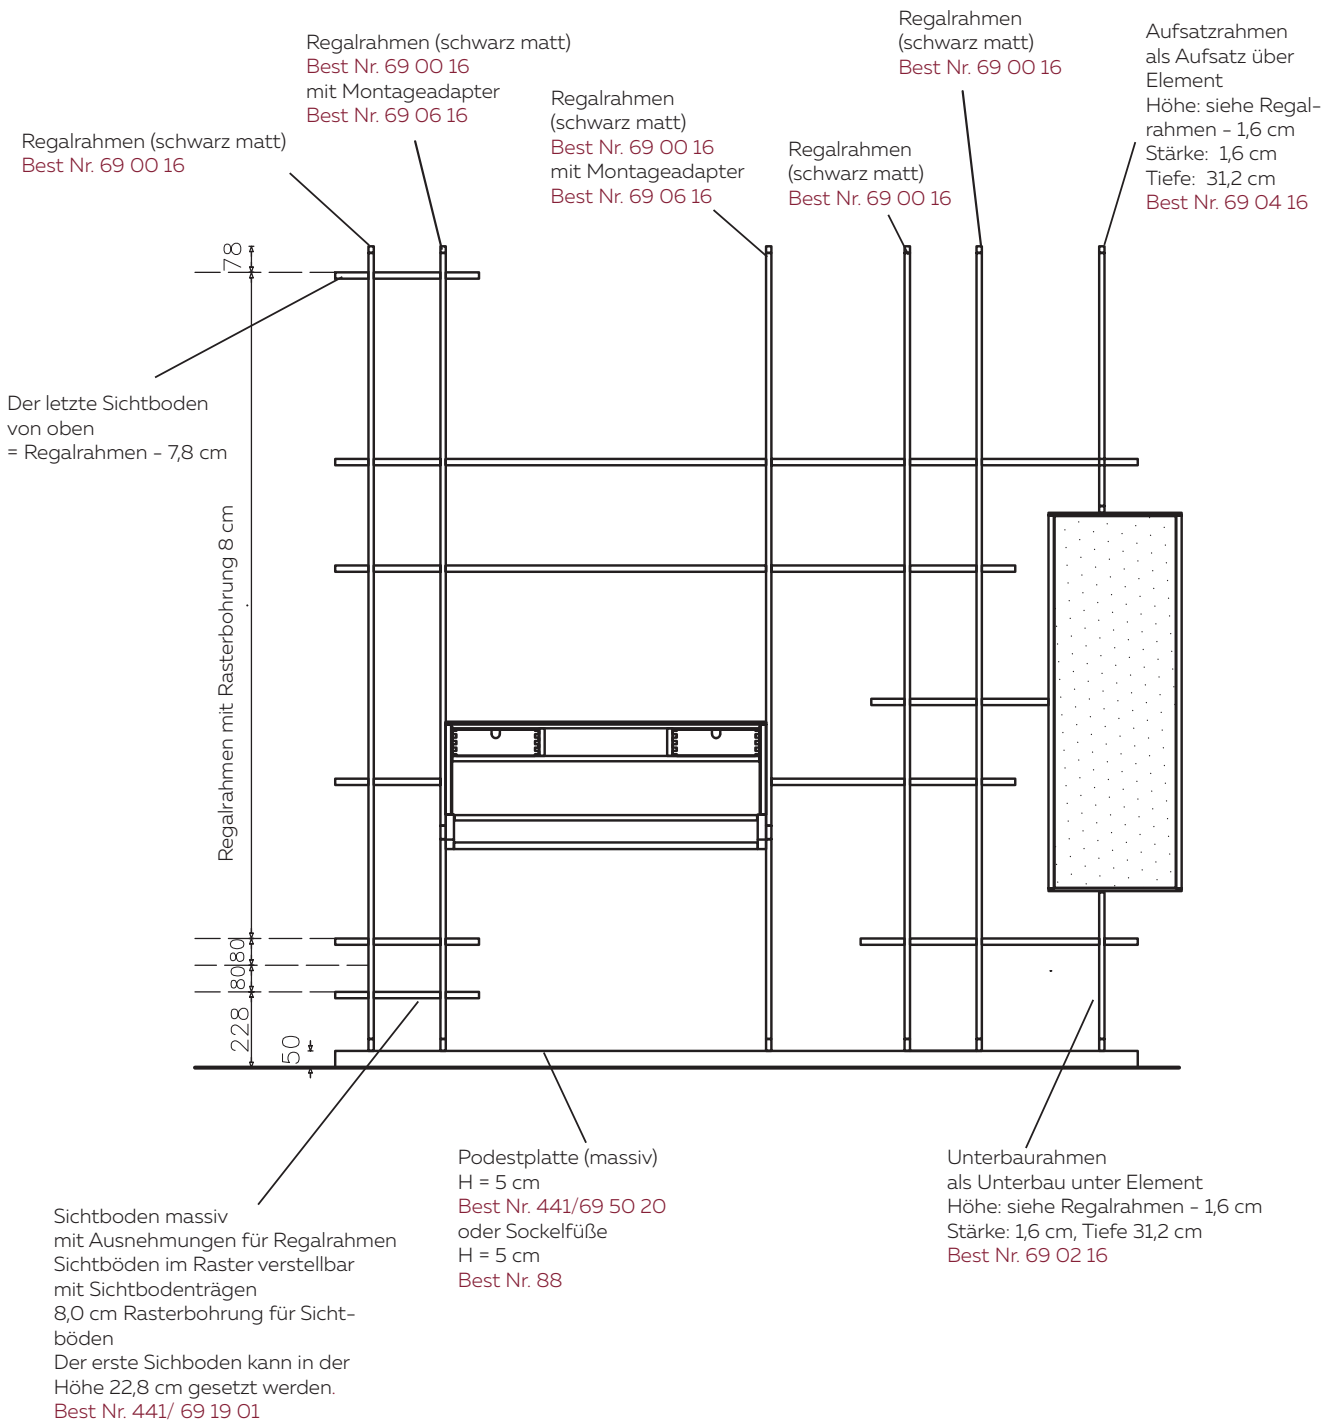 Regalrahmen (schwarz matt)
Best Nr. 69 00 16
Regalrahmen (schwarz matt)
Best Nr. 69 00 16
mit Montageadapter
Best Nr. 69 06 16
Regalrahmen
(schwarz matt)
Best Nr. 69 00 16
mit Montageadapter
Best Nr. 69 06 16
Regalrahmen
(schwarz matt)
Best Nr. 69 00 16
Regalrahmen
(schwarz matt)
Best Nr. 69 00 16
Aufsatzrahmen
als Aufsatz über
Element
Höhe: siehe Regal-
rahmen - 1,6 cm
Stärke: 1,6 cm
Tiefe: 31,2 cm
Best Nr. 69 04 16
78
Der letzte Sichtboden
von oben
= Regalrahmen - 7,8 cm
Regalrahmen mit Rasterbohrung 8 cm
80
80
228
50
Sichtboden massiv
mit Ausnehmungen für Regalrahmen
Sichtböden im Raster verstellbar
mit Sichtbodenträgen
8,0 cm Rasterbohrung für Sicht-
böden
Der erste Sichboden kann in der
Höhe 22,8 cm gesetzt werden.
Best Nr. 441/ 69 19 01
Podestplatte (massiv)
H = 5 cm
Best Nr. 441/69 50 20
oder Sockelfüße
H = 5 cm
Best Nr. 88
Unterbaurahmen
als Unterbau unter Element
Höhe: siehe Regalrahmen - 1,6 cm
Stärke: 1,6 cm, Tiefe 31,2 cm
Best Nr. 69 02 16